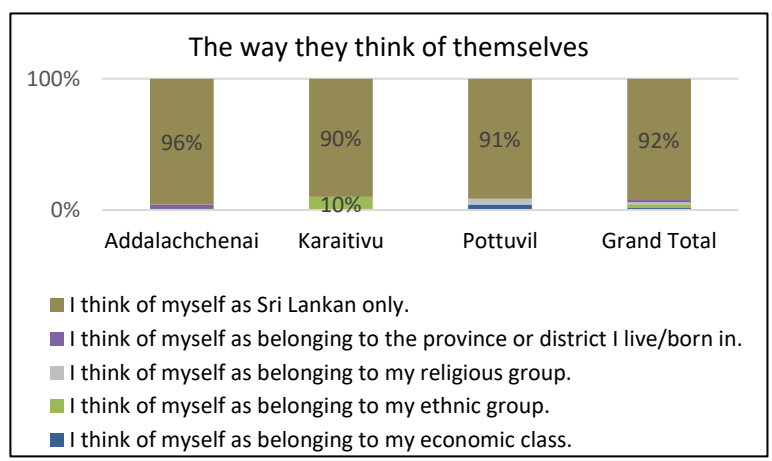 The way they think of themselves
100%
96%
90%
91%
92%
10%
0%
Addalachchenai
Karaitivu
Pottuvil
Grand Total
I think of myself as Sri Lankan only.
I think of myself as belonging to the province or district I live/born in.
I think of myself as belonging to my religious group.
I think of myself as belonging to my ethnic group.
I think of myself as belonging to my economic class.